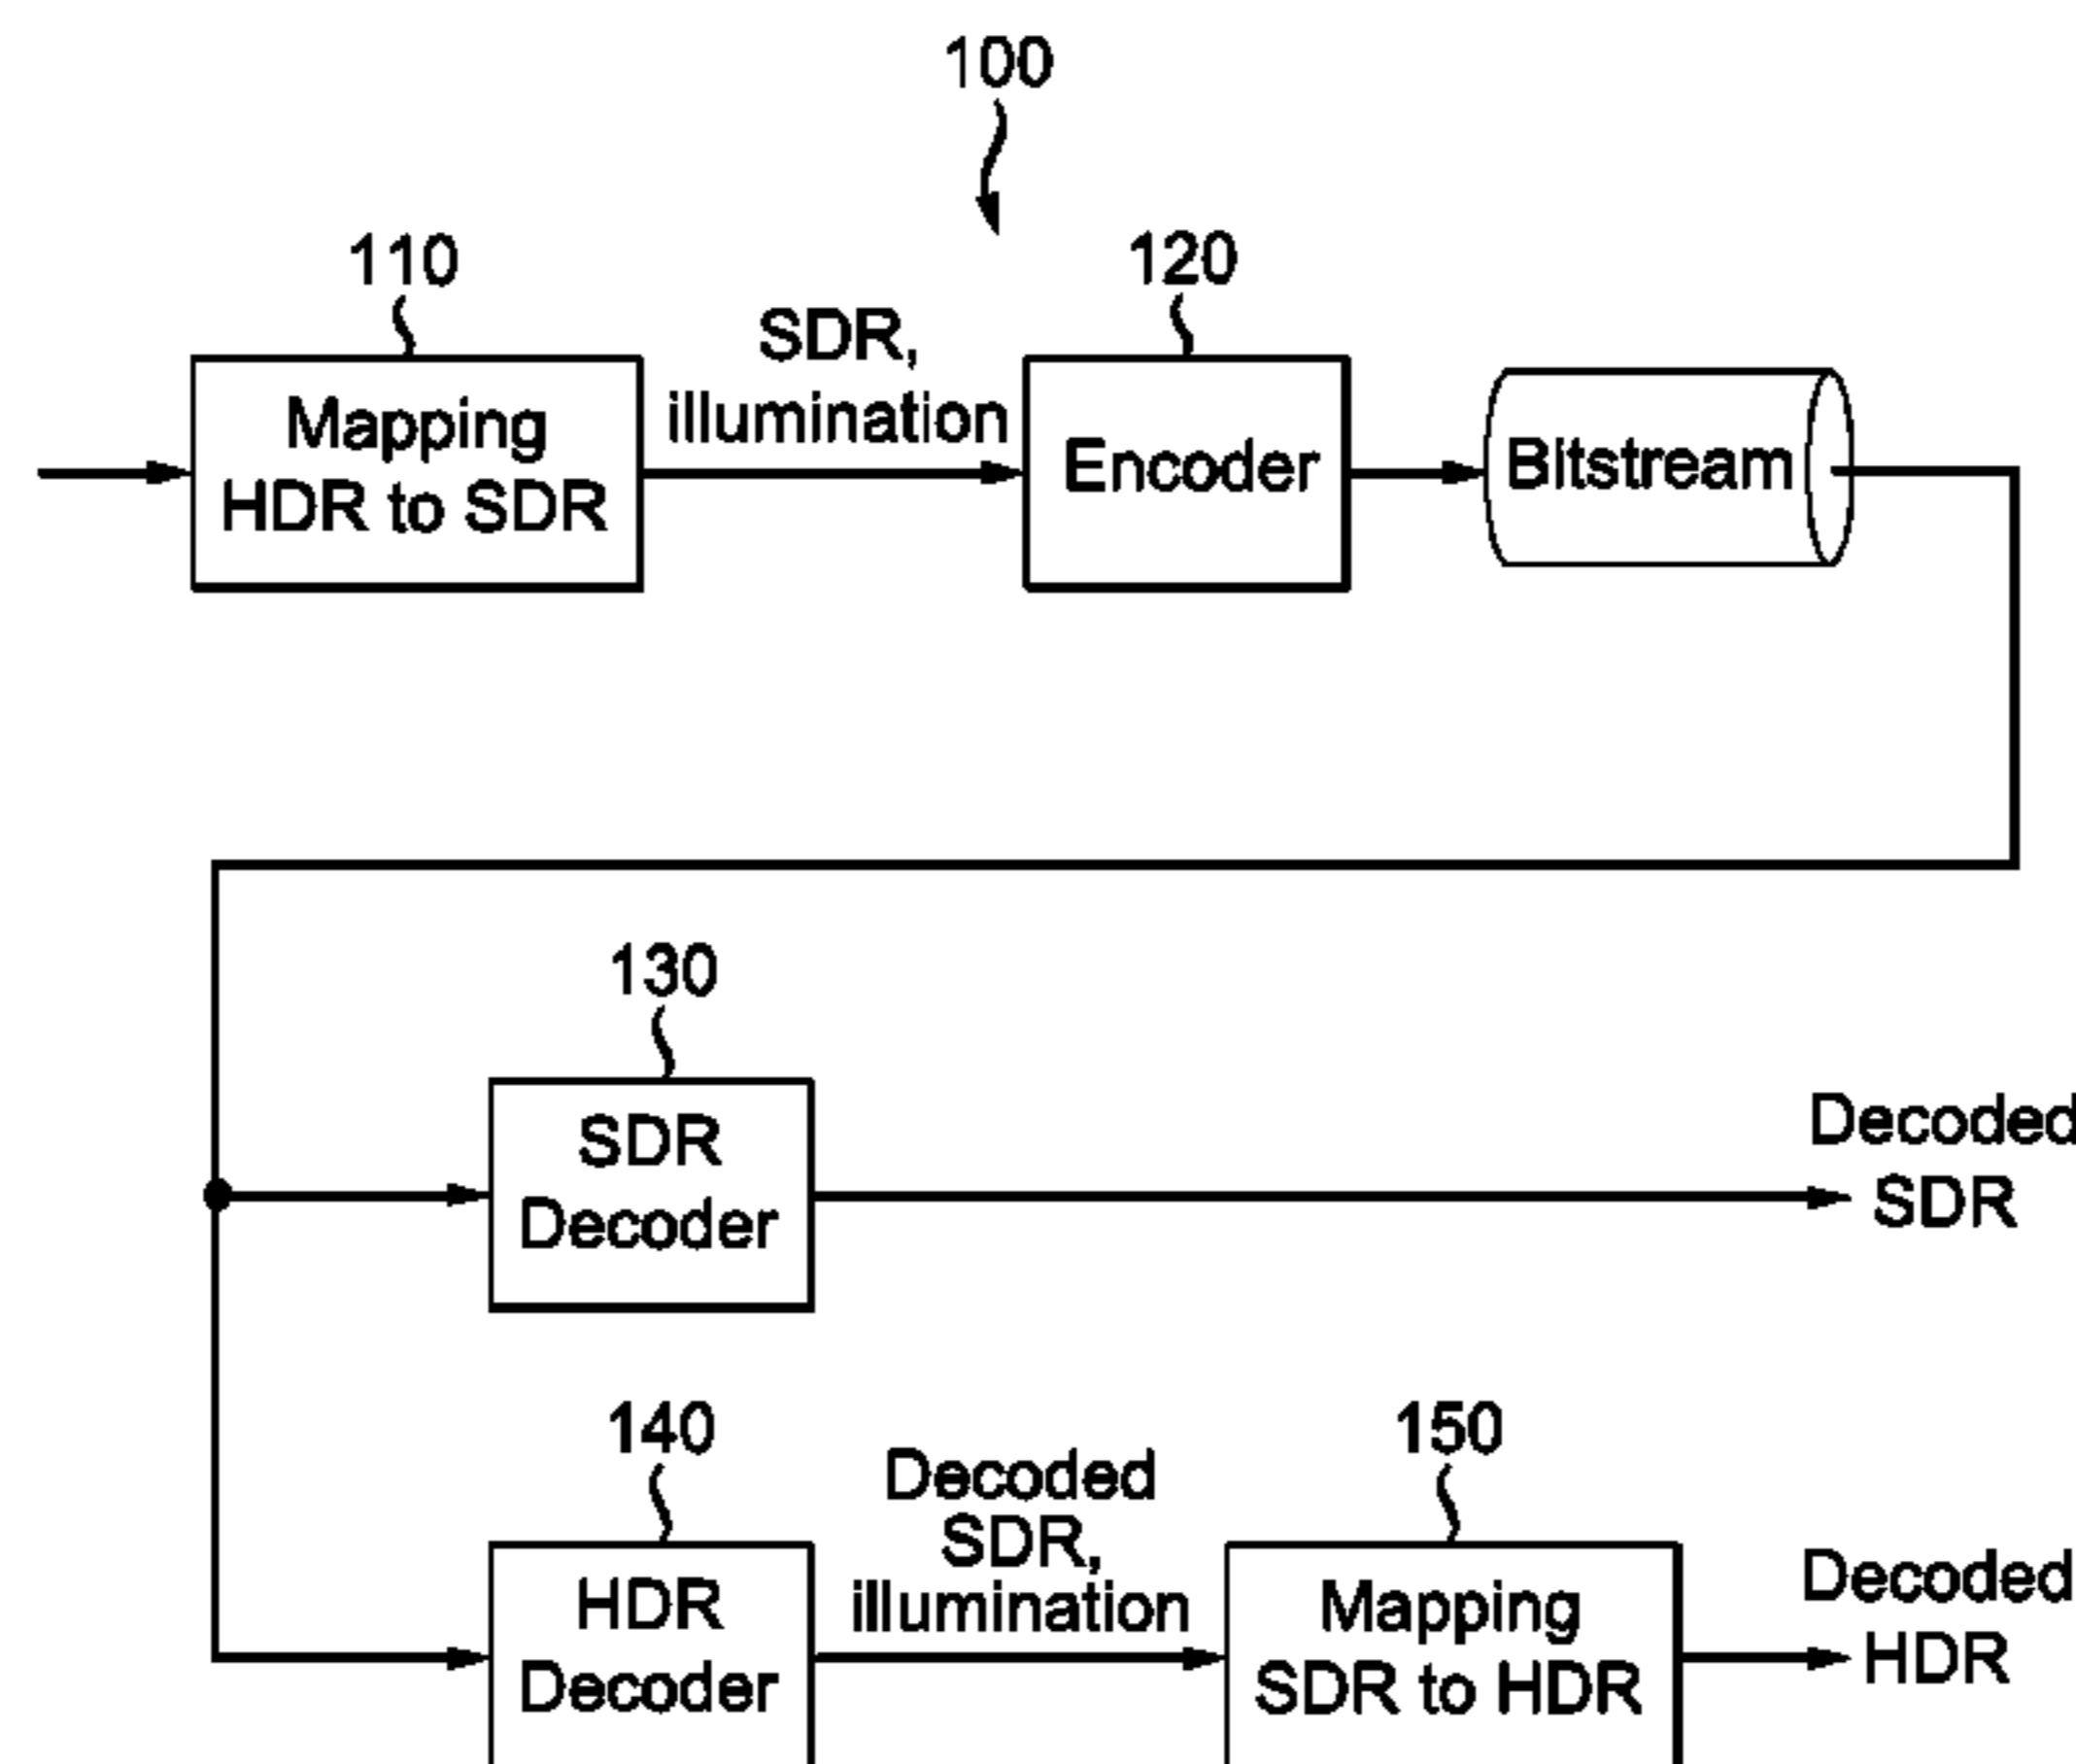 100
110
120
SDR,
illumination
Mapping
HDR to SDR
Encoder
Bitstream
130
SDR
Decoder
Decoded
SDR
140
150
Decoded
SDR,
illumination
HDR
Decoder
Mapping
SDR to HDR
Decoded
HDR